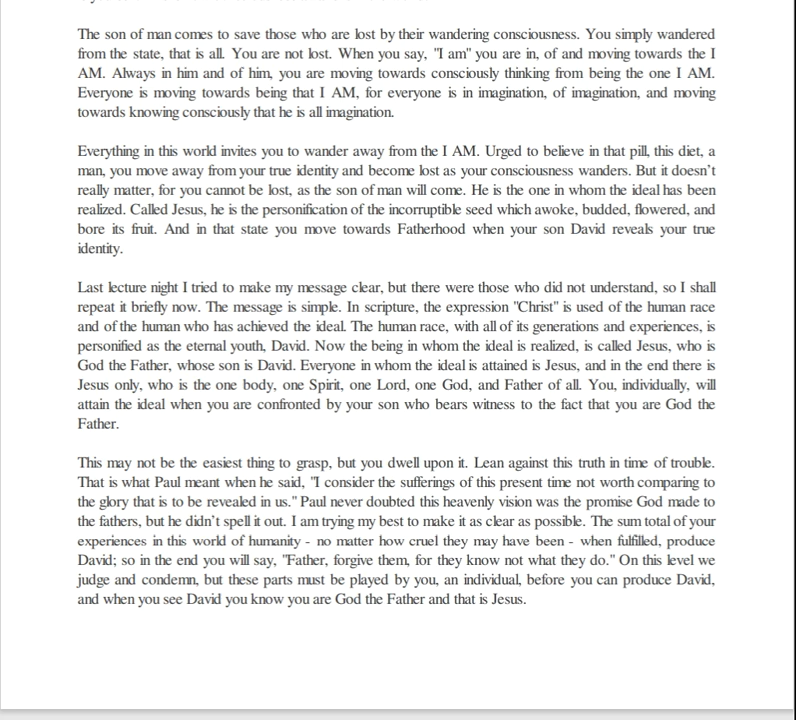 The son of man comes to save those who are lost by their wandering consciousness. You simply wandered
from the state, that is all. You are not lost. When you say, "I am" you are in, of and moving towards the I
AM. Always in him and of him, you are moving towards consciously thinking from being the one I AM.
Everyone is moving towards being that I AM, for everyone is in imagination, of imagination, and moving
towards knowing consciously that he is all imagination.
Everything in this world invites you to wander away from the I AM. Urged to believe in that pill, this diet, a
man, you move away from your true identity and become lost as your consciousness wanders. But it doesn't
really matter, for you cannot be lost, as the son of man will come. He is the one in whom the ideal has been
realized. Called Jesus, he is the personification of the incorruptible seed which awoke, budded, flowered, and
bore its fruit. And in that state you move towards Fatherhood when your son David reveals your true
identity.
Last lecture night I tried to make my message clear, but there were those who did not understand, so I shall
repeat it briefly now. The message is simple. In scripture, the expression "Christ" is used of the human race
and of the human who has achieved the ideal. The human race, with all of its generations and experiences, is
personified as the eternal youth, David. Now the being in whom the ideal is realized, is called Jesus, who is
God the Father, whose son is David. Everyone in whom the ideal is attained is Jesus, and in the end there is
Jesus only, who is the one body, one Spirit, one Lord, one God, and Father of all. You, individually, will
attain the ideal when you are confronted by your son who bears witness to the fact that you are God the
Father.
This may not be the easiest thing to grasp, but you dwell upon it. Lean against this truth in time of trouble.
That is what Paul meant when he said, "I consider the sufferings of this present time not worth comparing to
the glory that is to be revealed in us." Paul never doubted this heavenly vision was the promise God made to
the fathers, but he didn't spell it out. I am trying my best to make it as clear as possible. The sum total of your
experiences in this world of humanity - no matter how cruel they may have been - when fulfilled, produce
David; so in the end you will say, "Father, forgive them, for they know not what they do." On this level we
judge and condemn, but these parts must be played by you, an individual, before you can produce David,
and when you see David you know you are God the Father and that is Jesus.